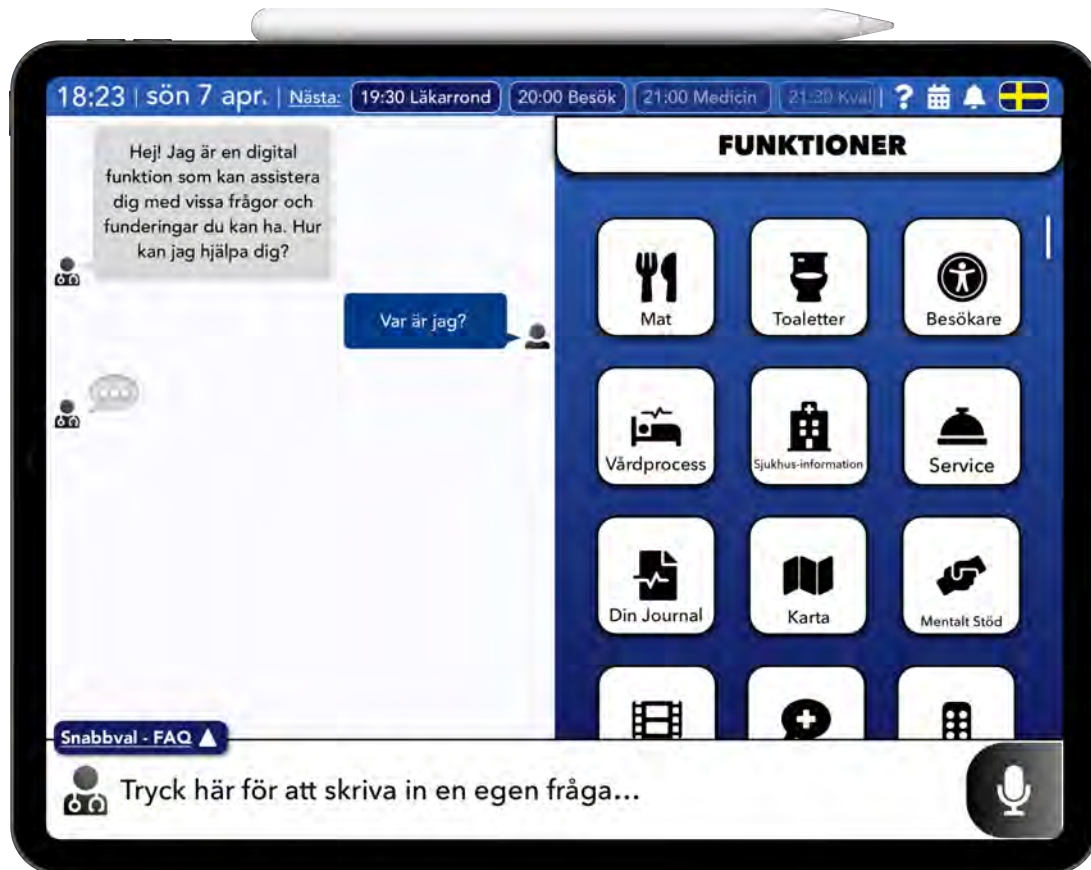 18:23 | sön 7 apr. | Nästa: 19:30 Läkarrond 20:00 Besök 21:00 Medicin 21:30 Kväl ?
Hej! Jag är en digital
funktion som kan assistera
dig med vissa frågor och
funderingar du kan ha. Hur
kan jag hjälpa dig?
Var är jag?
FUNKTIONER
Mat
Toaletter
Besökare
Vårdprocess
Sjukhus-information
Service
Din Journal
Karta
Mentalt Stöd
Snabbval - FAQ
Tryck här för att skriva in en egen fråga...